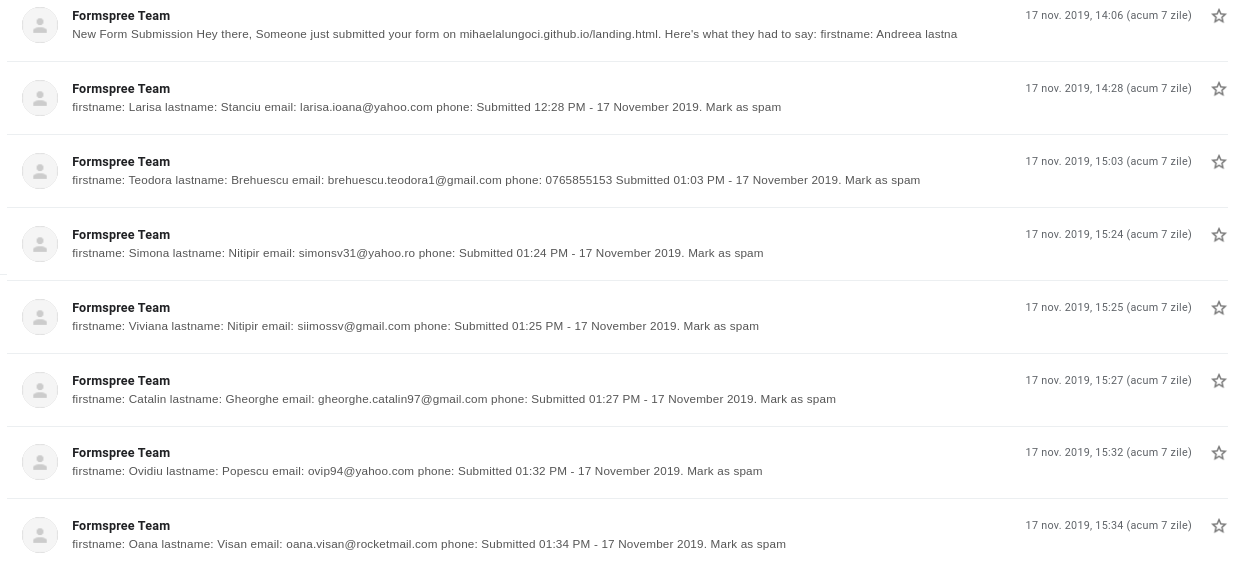 Formspree Team 17 nov. 2019, 14:06 (acum 7 zile)
New Form Submission Hey there, Someone just submitted your form on mihaelalungoci.github.io/landing.html. Here's what they had to say: firstname: Andreea lastna
Formspree Team 17 nov. 2019, 14:28 (acum 7 zile)
firstname: Larisa lastname: Stanciu email: larisa.ioana@yahoo.com phone: Submitted 12:28 PM - 17 November 2019. Mark as spam
Formspree Team 17 nov. 2019, 15:03 (acum 7 zile)
firstname: Teodora lastname: Brehuescu email: brehuescu.teodora1@gmail.com phone: 0765855153 Submitted 01:03 PM - 17 November 2019. Mark as spam
Formspree Team 17 nov. 2019, 15:24 (acum 7 zile)
firstname: Simona lastname: Nitipir email: simonsv31@yahoo.ro phone: Submitted 01:24 PM - 17 November 2019. Mark as spam
Formspree Team 17 nov. 2019, 15:25 (acum 7 zile)
firstname: Viviana lastname: Nitipir email: siimossv@gmail.com phone: Submitted 01:25 PM - 17 November 2019. Mark as spam
Formspree Team 17 nov. 2019, 15:27 (acum 7 zile)
firstname: Catalin lastname: Gheorghe email: gheorghe.catalin97@gmail.com phone: Submitted 01:27 PM - 17 November 2019. Mark as spam
Formspree Team 17 nov. 2019, 15:32 (acum 7 zile)
firstname: Ovidiu lastname: Popescu email: ovip94@yahoo.com phone: Submitted 01:32 PM - 17 November 2019. Mark as spam
Formspree Team 17 nov. 2019, 15:34 (acum 7 zile)
firstname: Oana lastname: Visan email: oana.visan@rocketmail.com phone: Submitted 01:34 PM - 17 November 2019. Mark as spam